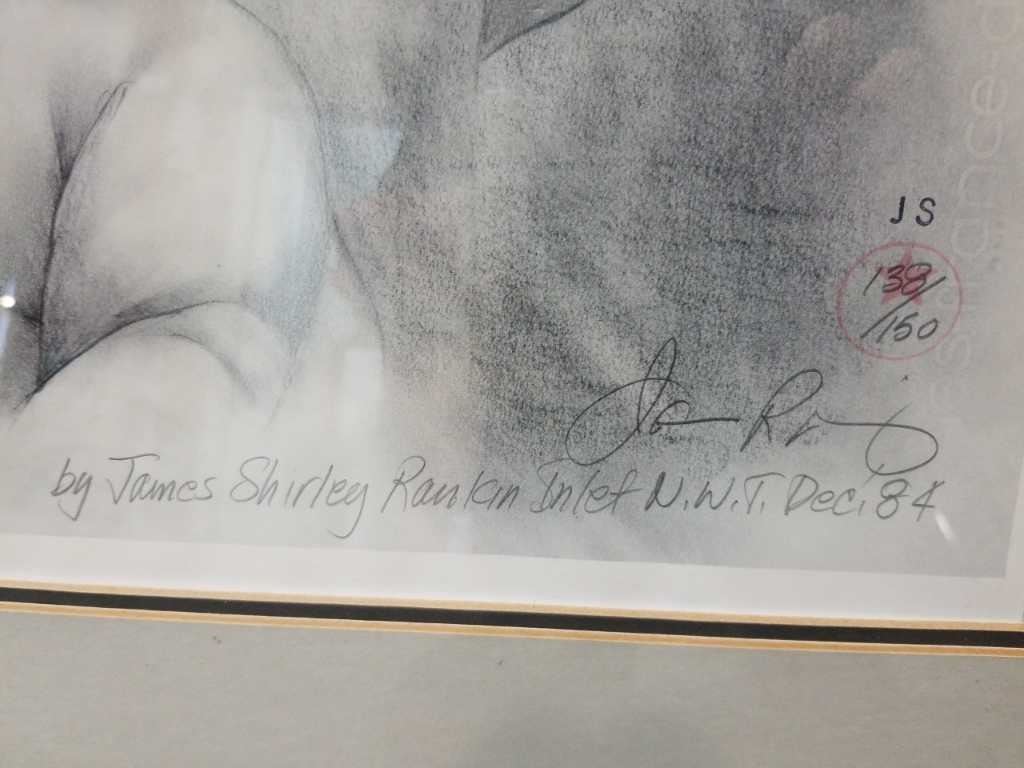 JS
138/
/150
by James Shirley Rankin Inlet N.W.T. Dec, 84